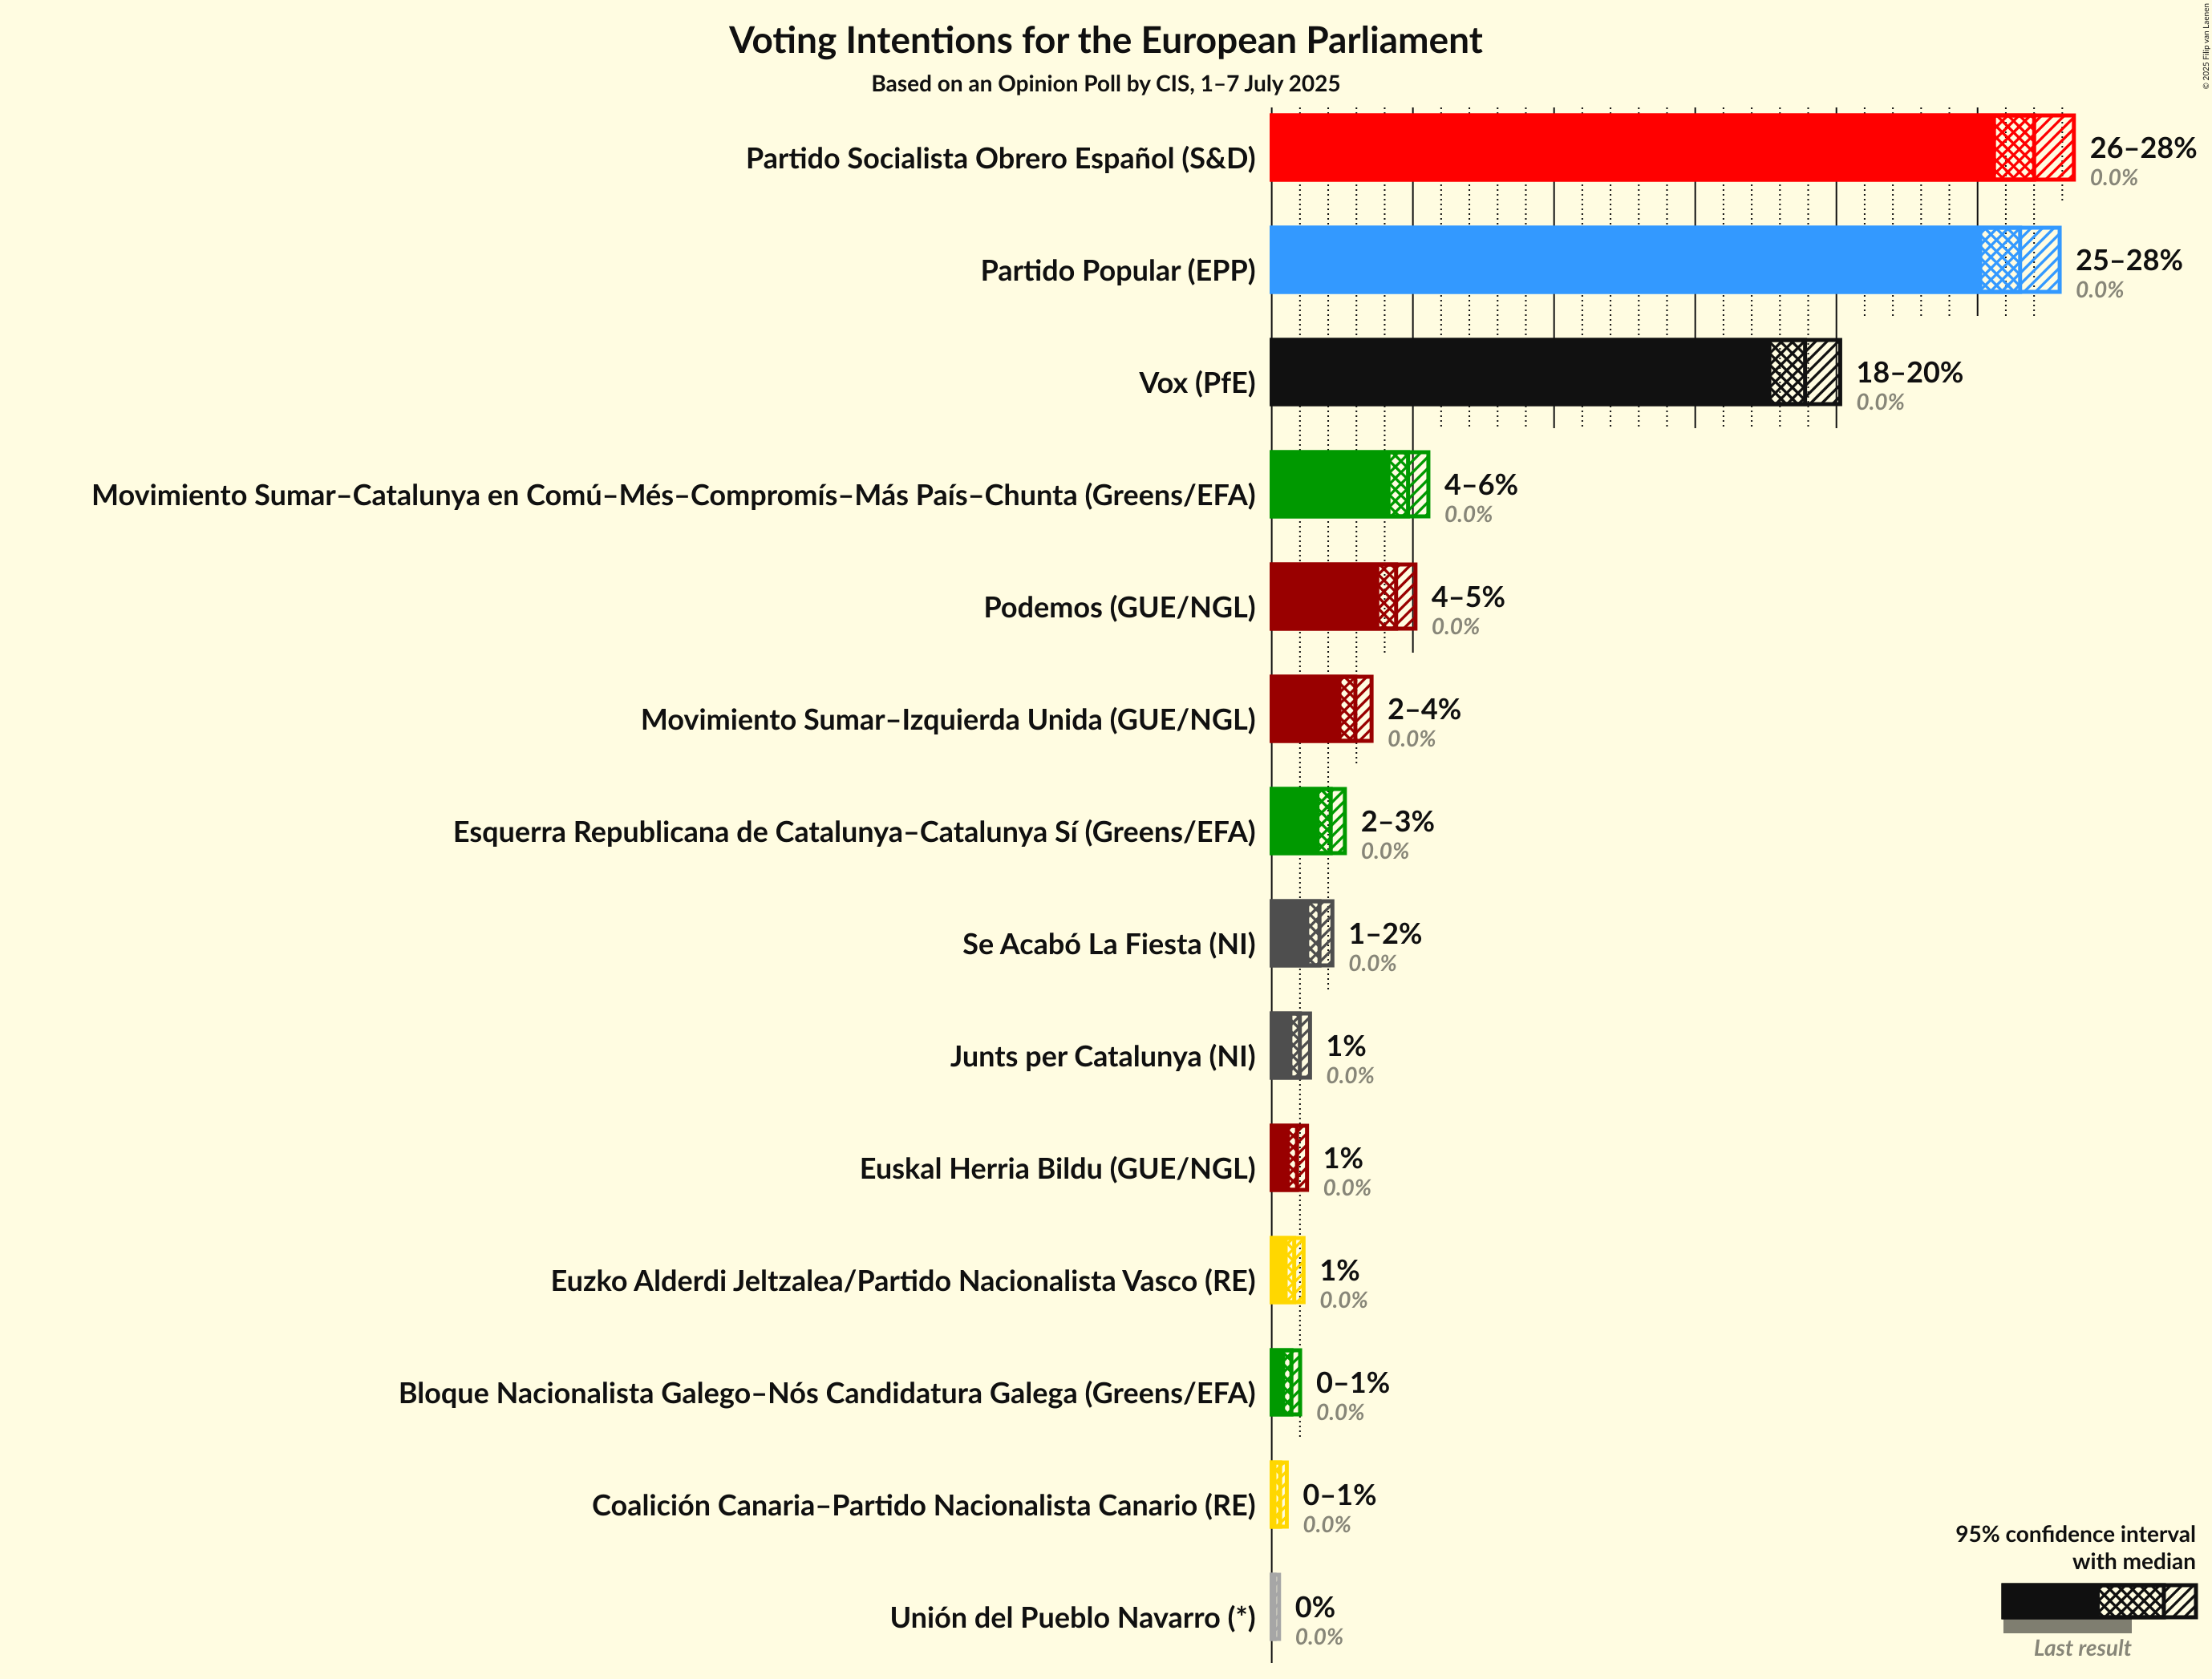 Voting Intentions for the European Parliament
Based on an Opinion Poll by CIS, 1–7 July 2025
© 2025 Filip van Laenen
Partido Socialista Obrero Español (S&D)
26–28%
0.0%
Partido Popular (EPP)
25–28%
0.0%
Vox (PfE)
18–20%
0.0%
Movimiento Sumar–Catalunya en Comú–Més–Compromís–Más País–Chunta (Greens/EFA)
4–6%
0.0%
Podemos (GUE/NGL)
4–5%
0.0%
Movimiento Sumar–Izquierda Unida (GUE/NGL)
2–4%
0.0%
Esquerra Republicana de Catalunya–Catalunya Sí (Greens/EFA)
2–3%
0.0%
Se Acabó La Fiesta (NI)
1–2%
0.0%
Junts per Catalunya (NI)
1%
0.0%
Euskal Herria Bildu (GUE/NGL)
1%
0.0%
Euzko Alderdi Jeltzalea/Partido Nacionalista Vasco (RE)
1%
0.0%
Bloque Nacionalista Galego–Nós Candidatura Galega (Greens/EFA)
0–1%
0.0%
Coalición Canaria–Partido Nacionalista Canario (RE)
0–1%
0.0%
Unión del Pueblo Navarro (*)
0%
0.0%
95% confidence interval
with median
Last result